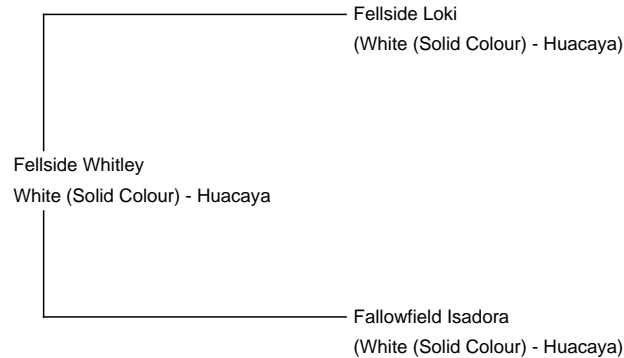 Fellside Loki
(White (Solid Colour) - Huacaya)
Fellside Whitley
White (Solid Colour) - Huacaya
Fallowfield Isadora
(White (Solid Colour) - Huacaya)